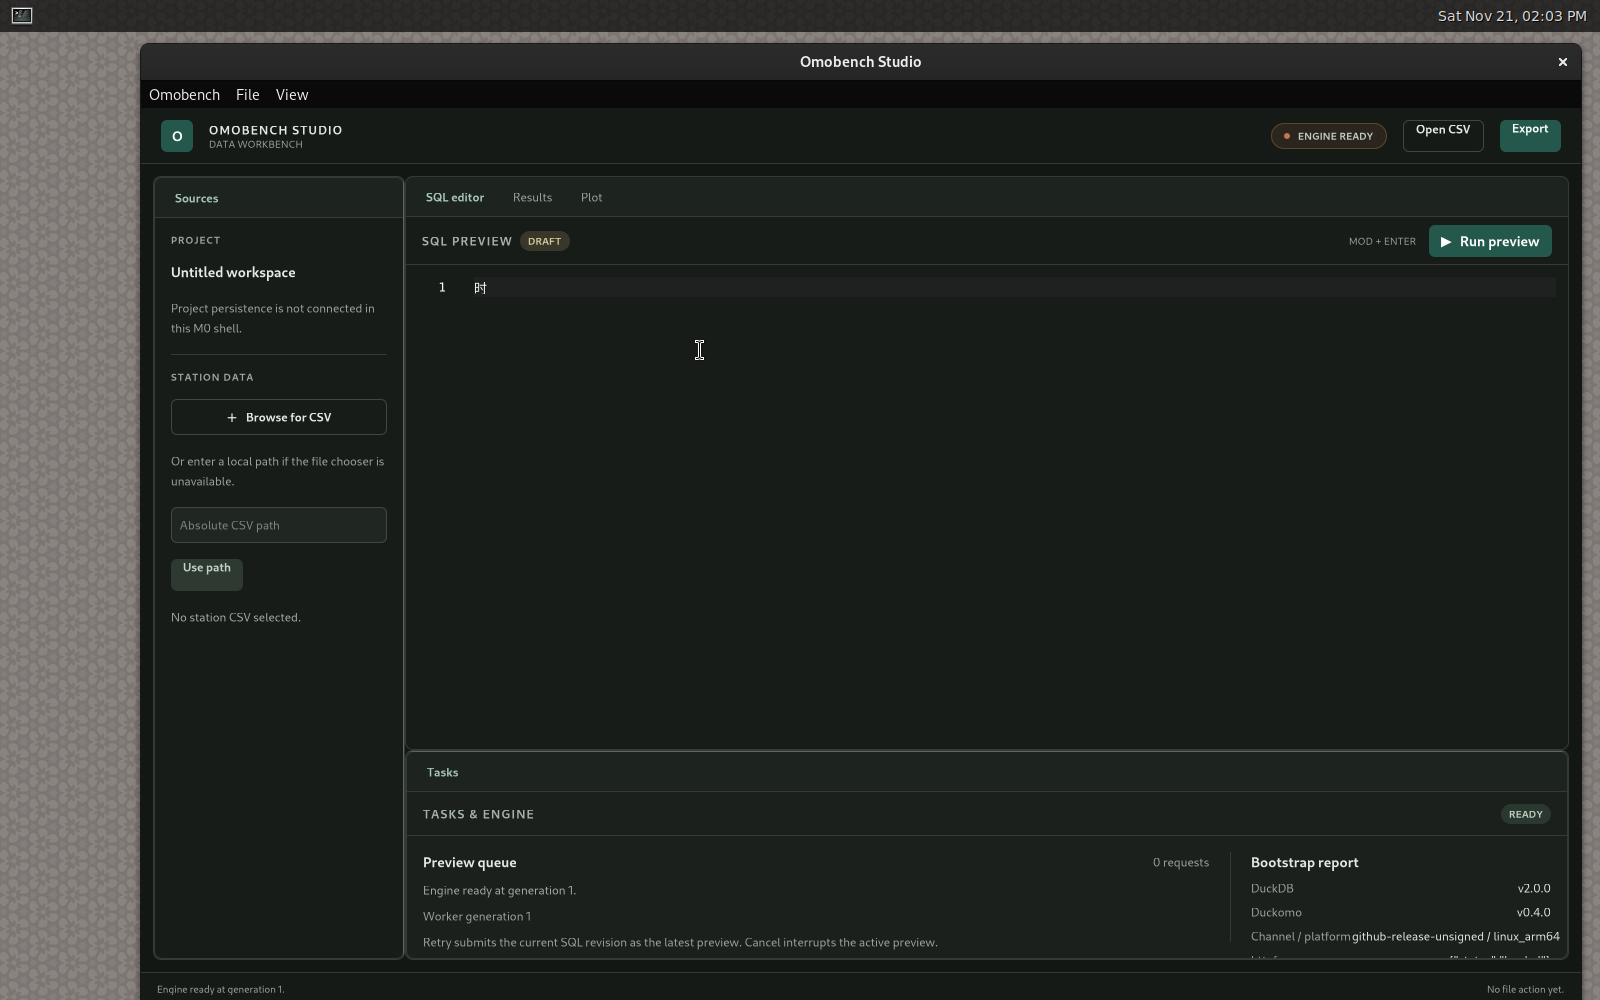 Sat Nov 21, 02:03 PM
Omobench Studio
Omobench File View
O
OMOBENCH STUDIO
DATA WORKBENCH
ENGINE READY
Open CSV
Export
Sources
PROJECT
Untitled workspace
Project persistence is not connected in
this M0 shell.
STATION DATA
+ Browse for CSV
Or enter a local path if the file chooser is
unavailable.
Absolute CSV path
Use path
No station CSV selected.
SQL editor Results Plot
SQL PREVIEW DRAFT
MOD + ENTER
▶ Run preview
1 时
Tasks
TASKS & ENGINE
READY
Preview queue
0 requests
Engine ready at generation 1.
Worker generation 1
Retry submits the current SQL revision as the latest preview. Cancel interrupts the active preview.
Bootstrap report
DuckDB v2.0.0
Duckomo v0.4.0
Channel / platform github-release-unsigned / linux_arm64
Engine ready at generation 1.
No file action yet.